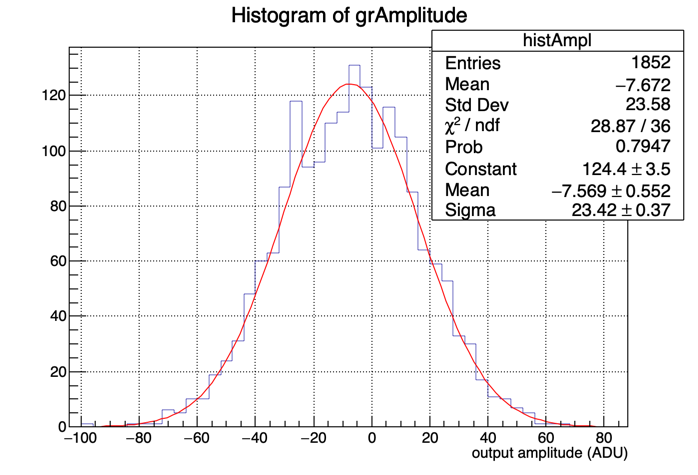 Histogram of grAmplitude
histAmpl
Entries 1852
Mean −7.672
Std Dev 23.58
χ² / ndf 28.87 / 36
Prob 0.7947
Constant 124.4 ± 3.5
Mean −7.569 ± 0.552
Sigma 23.42 ± 0.37
120
100
80
60
40
20
0
−100 −80 −60 −40 −20 0 20 40 60 80
output amplitude (ADU)